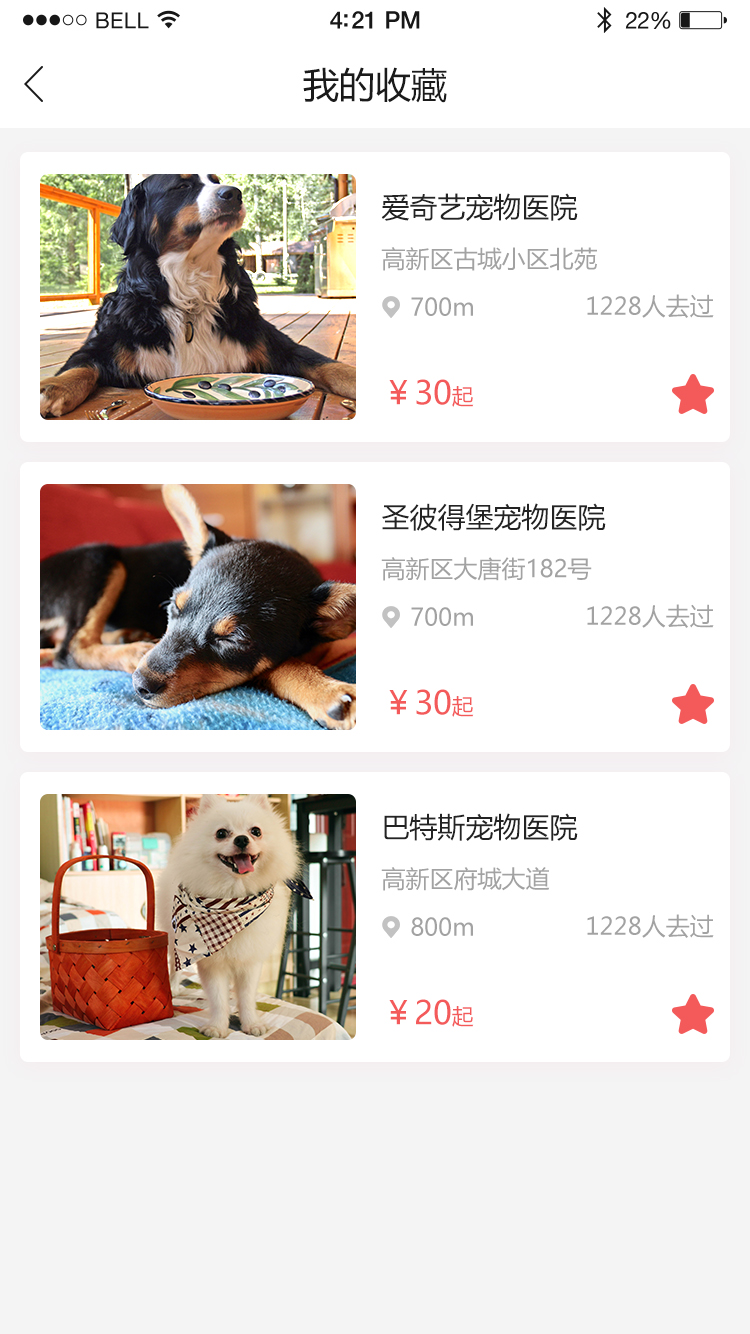 BELL 4:21 PM 22%
我的收藏
爱奇艺宠物医院
高新区古城小区北苑
700m 1228人去过
¥ 30起
圣彼得堡宠物医院
高新区大唐街182号
700m 1228人去过
¥ 30起
巴特斯宠物医院
高新区府城大道
800m 1228人去过
¥ 20起